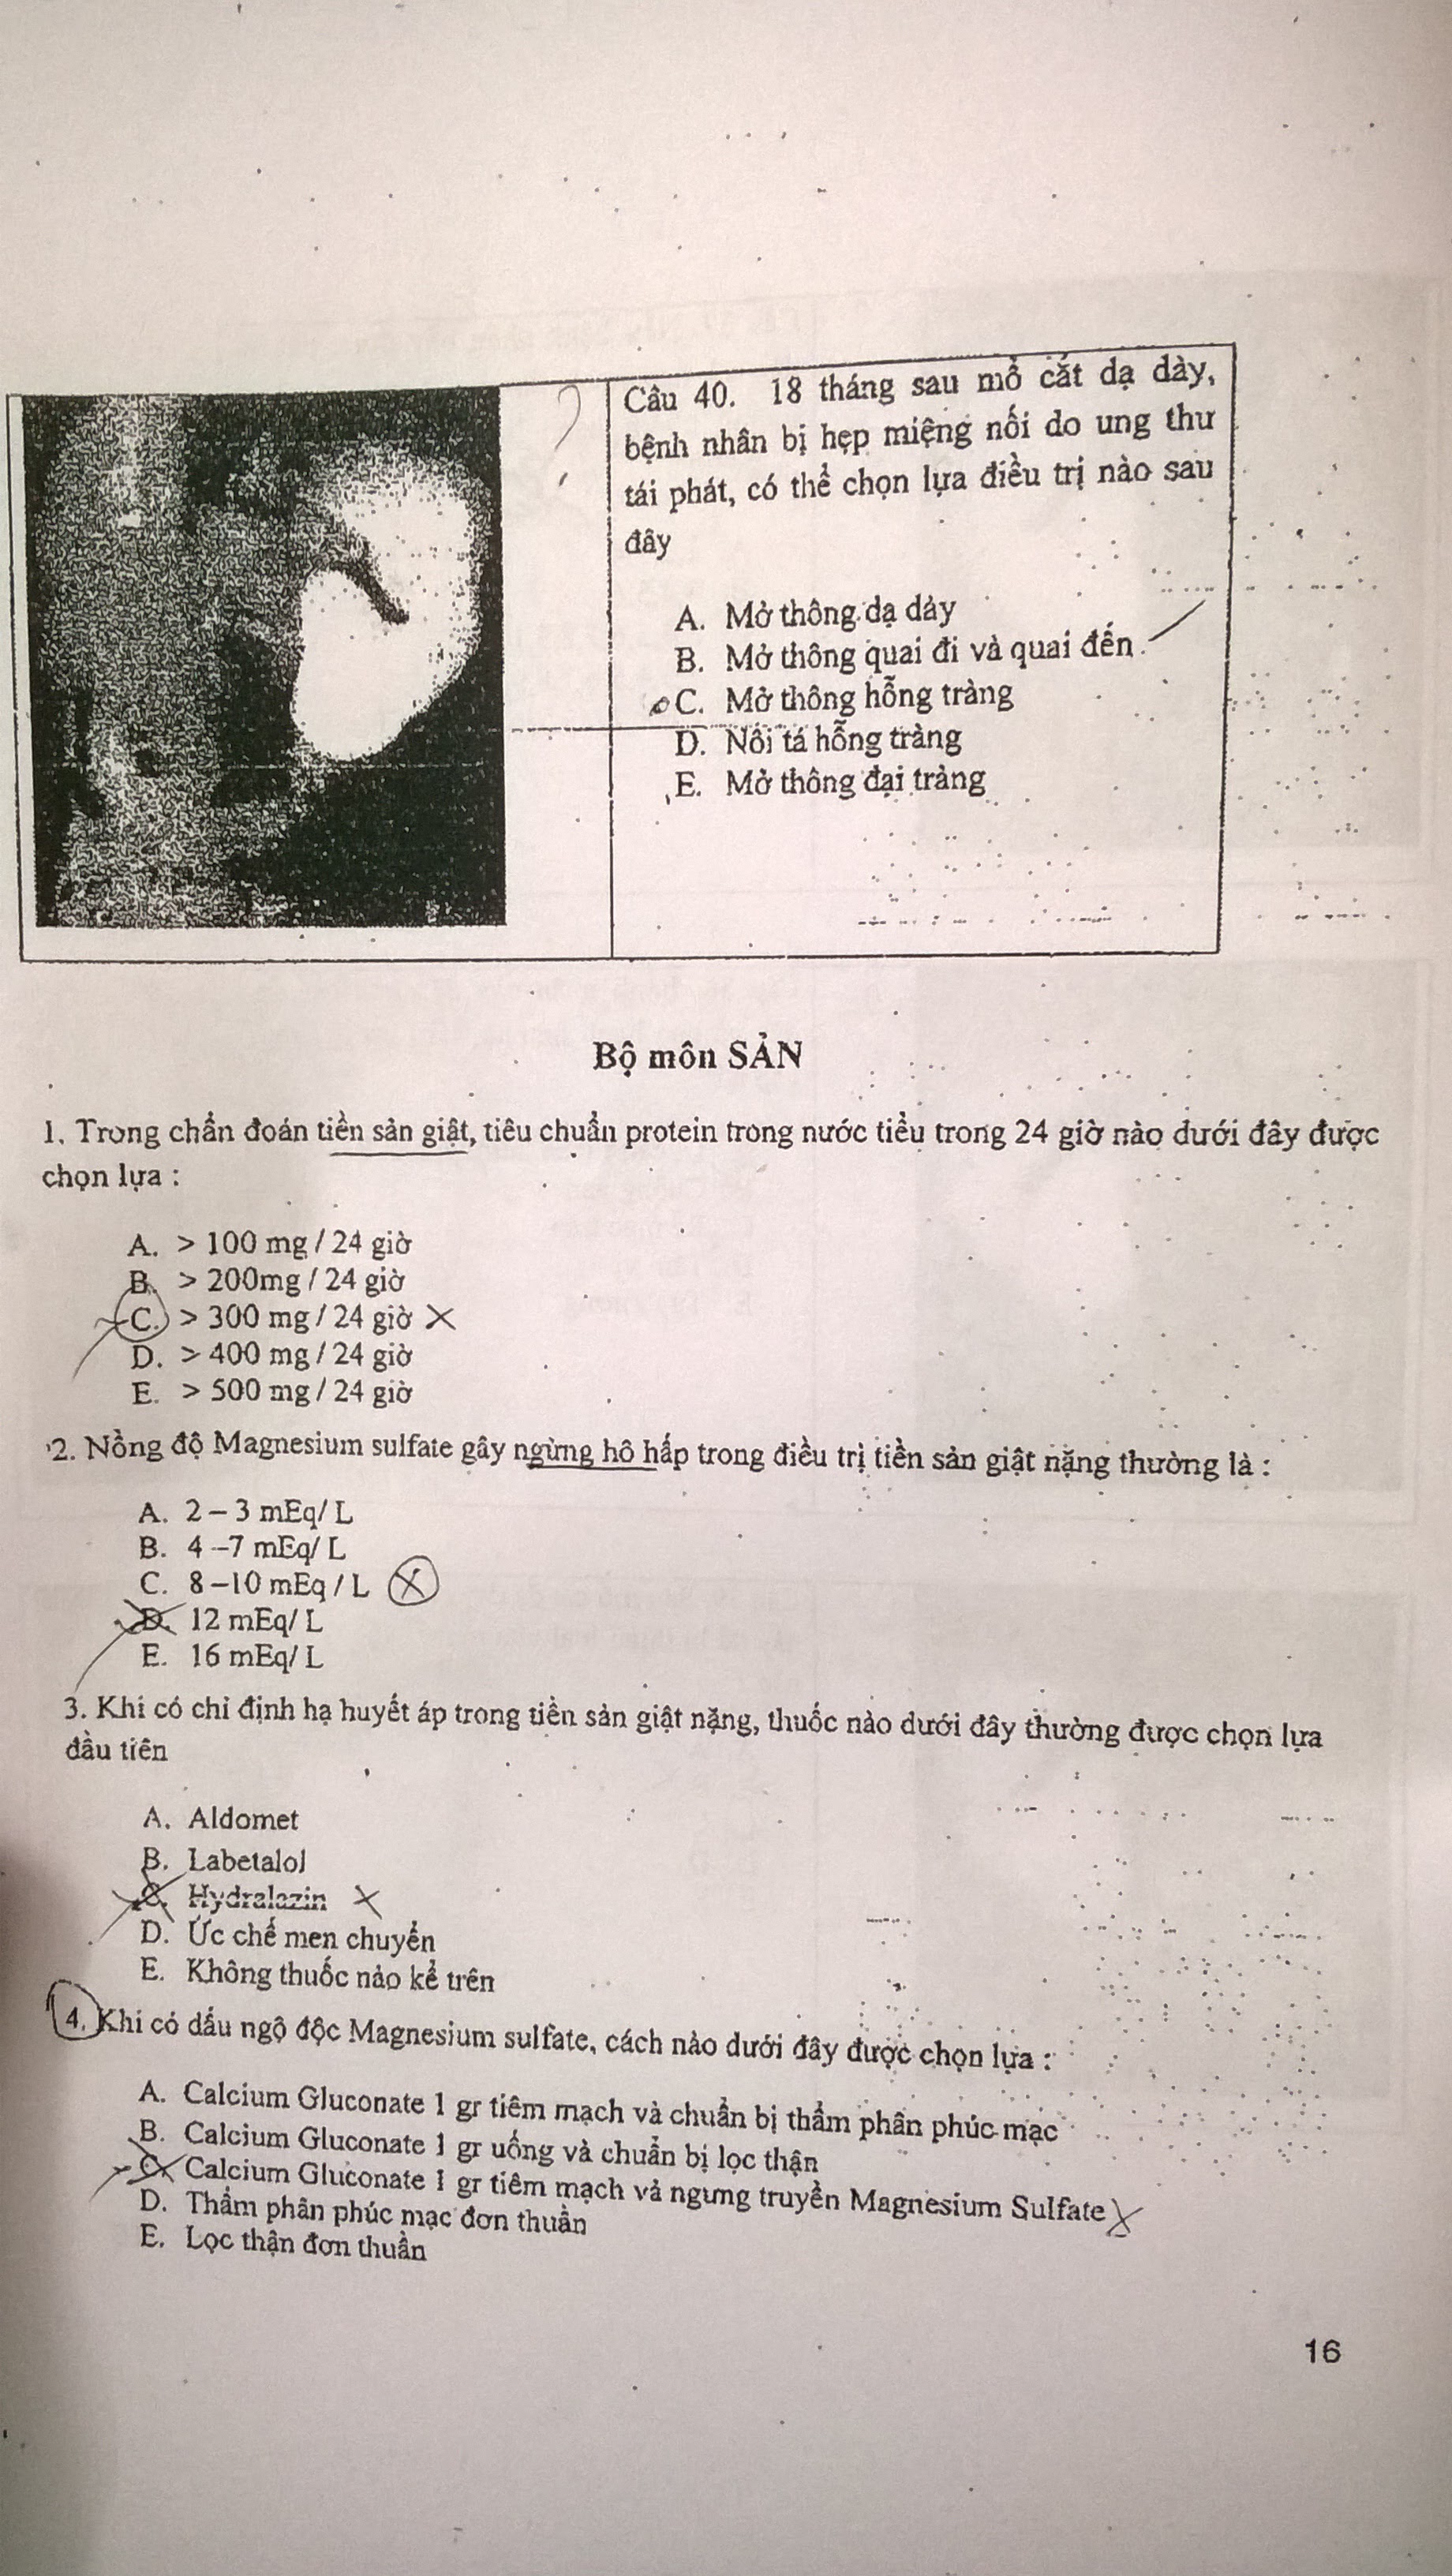 Câu 40. 18 tháng sau mổ cắt dạ dày,
bệnh nhân bị hẹp miệng nối do ung thư
tái phát, có thể chọn lựa điều trị nào sau
đây
A. Mở thông dạ dày
B. Mở thông quai đi và quai đến
C. Mở thông hỗng tràng
D. Nối tá hỗng tràng
E. Mở thông đại tràng
Bộ môn SẢN
1. Trong chẩn đoán tiền sản giật, tiêu chuẩn protein trong nước tiểu trong 24 giờ nào dưới đây được
chọn lựa :
A. > 100 mg / 24 giờ
B. > 200mg / 24 giờ
C. > 300 mg / 24 giờ X
D. > 400 mg / 24 giờ
E. > 500 mg / 24 giờ
2. Nồng độ Magnesium sulfate gây ngừng hô hấp trong điều trị tiền sản giật nặng thường là :
A. 2 – 3 mEq/ L
B. 4 –7 mEq/ L
C. 8 –10 mEq / L X
D. 12 mEq/ L
E. 16 mEq/ L
3. Khi có chỉ định hạ huyết áp trong tiền sản giật nặng, thuốc nào dưới đây thường được chọn lựa
đầu tiên
A. Aldomet
B. Labetalol
C. Hydralazin X
D. Ức chế men chuyển
E. Không thuốc nào kể trên
4. Khi có dấu ngộ độc Magnesium sulfate, cách nào dưới đây được chọn lựa :
A. Calcium Gluconate 1 gr tiêm mạch và chuẩn bị thẩm phân phúc mạc
B. Calcium Gluconate 1 gr uống và chuẩn bị lọc thận
C. Calcium Gluconate 1 gr tiêm mạch và ngưng truyền Magnesium Sulfate X
D. Thẩm phân phúc mạc đơn thuần
E. Lọc thận đơn thuần
16